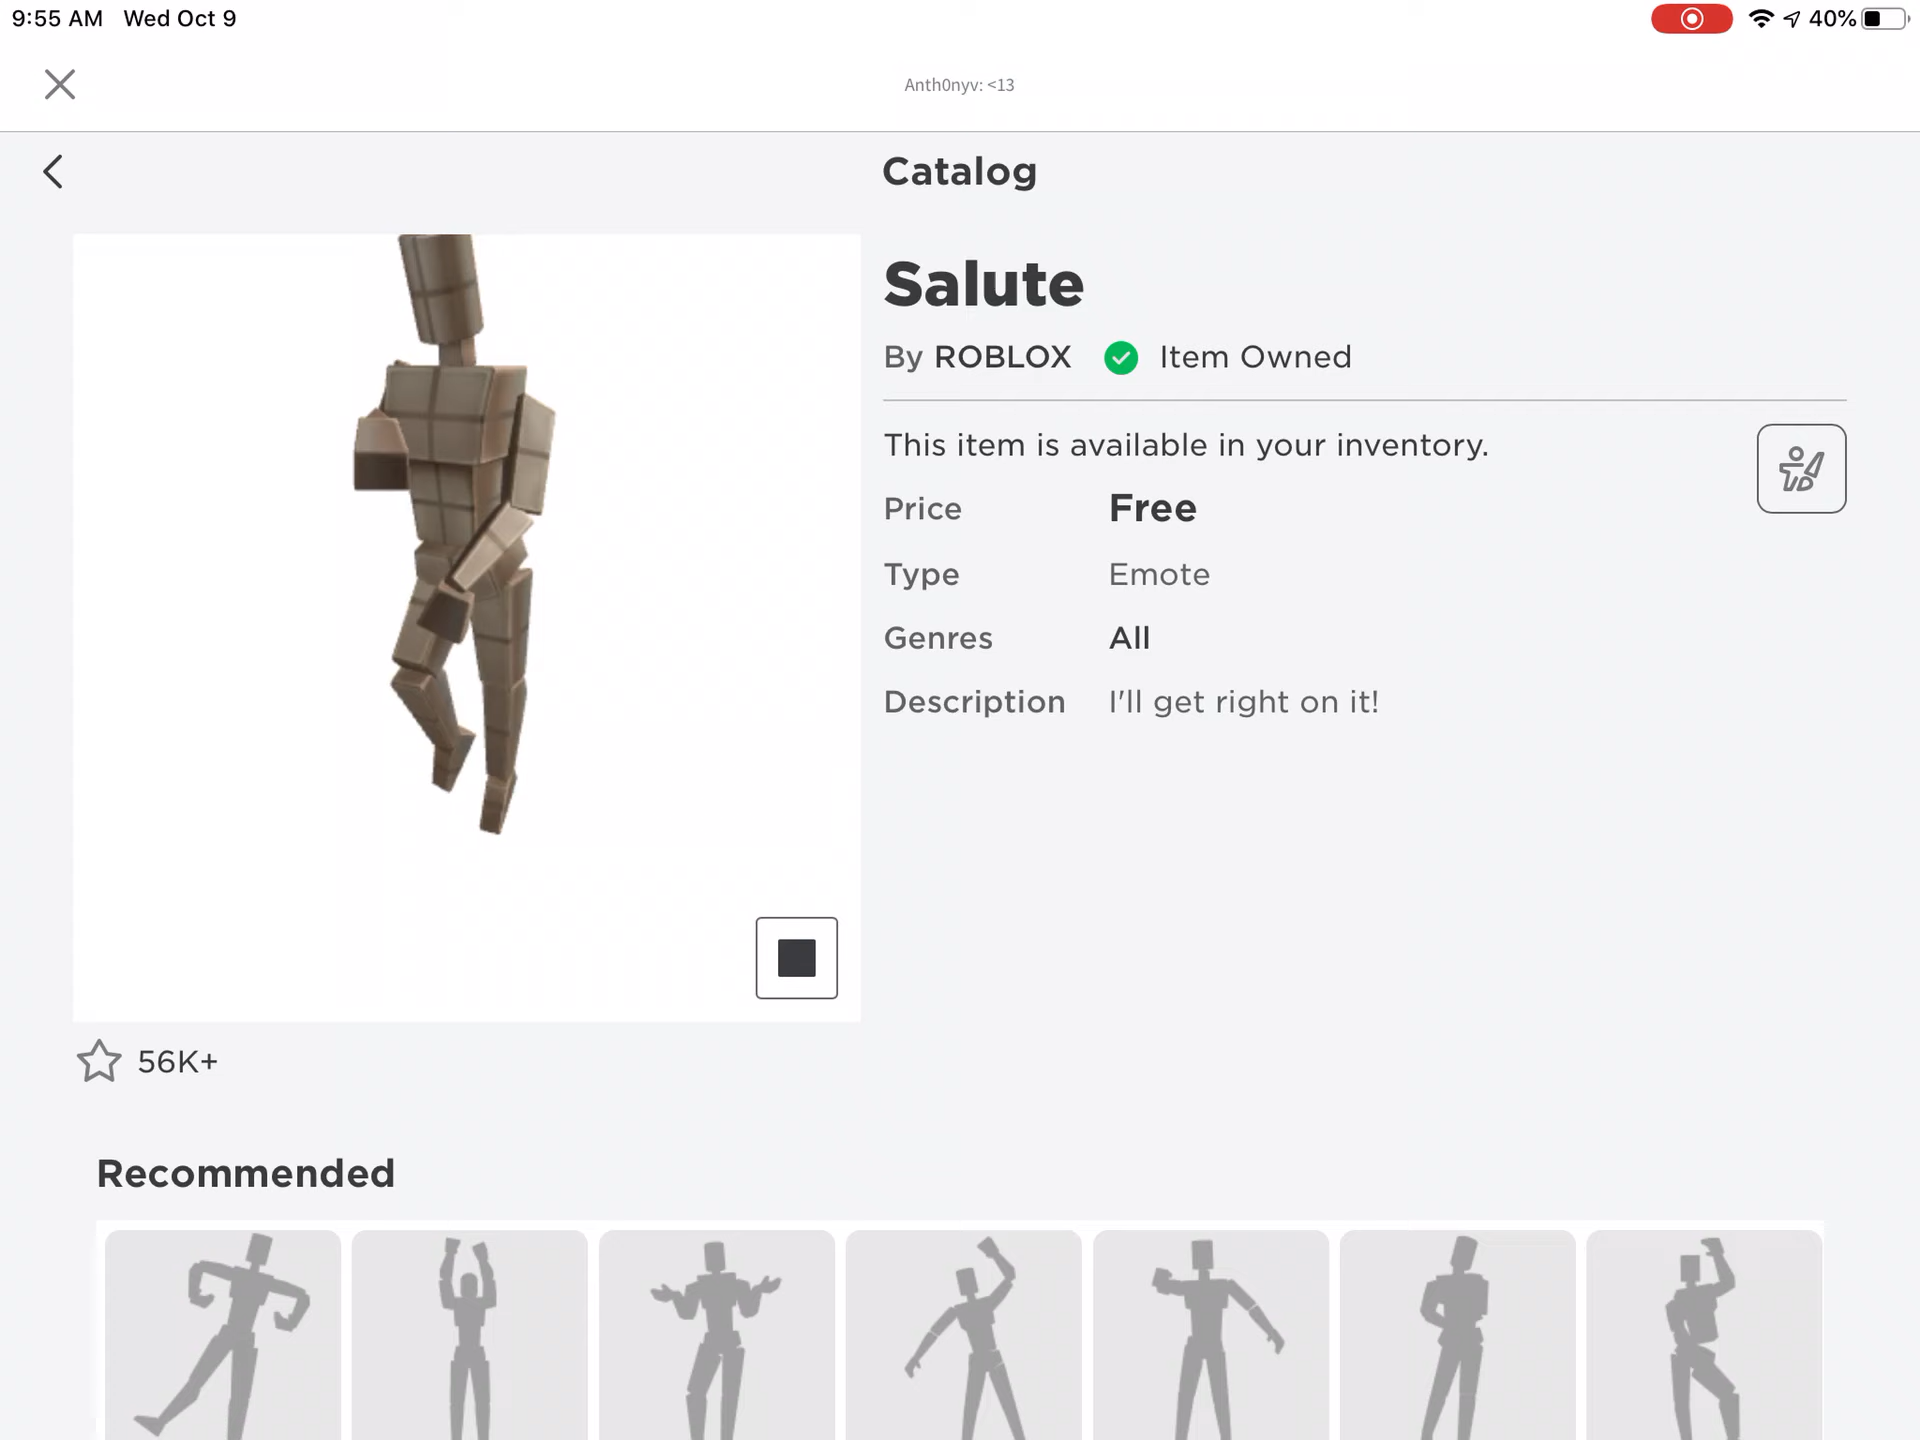 9:55 AM Wed Oct 9
40%
Anth0nyv: <13
Catalog
Salute
By ROBLOX Item Owned
This item is available in your inventory.
Price Free
Type Emote
Genres All
Description I'll get right on it!
56K+
Recommended